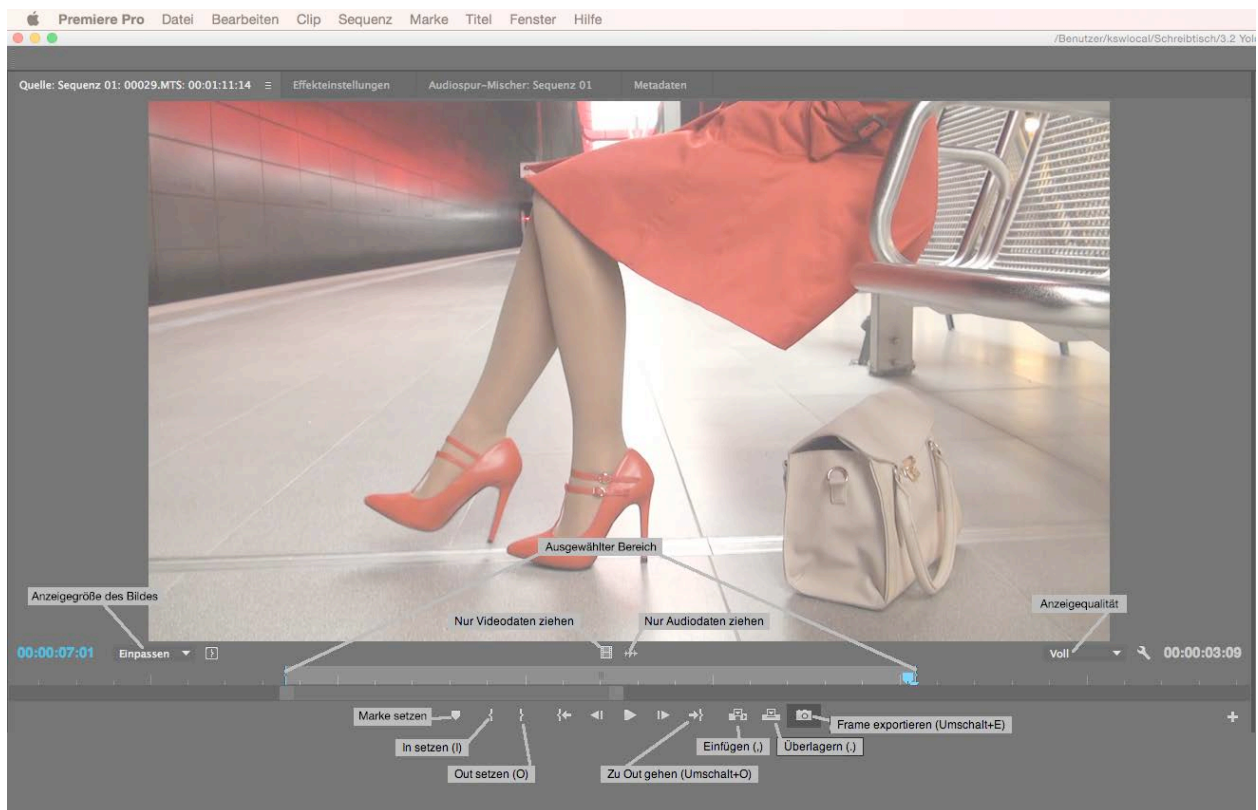 Premiere Pro Datei Bearbeiten Clip Sequenz Marke Titel Fenster Hilfe
/Benutzer/kswlocal/Schreibtisch/3.2 Yol
Quelle: Sequenz 01: 00029.MTS: 00:01:11:14 Effekteinstellungen Audiospur-Mischer: Sequenz 01 Metadaten
Ausgewählter Bereich
Anzeigegröße des Bildes
Anzeigequalität
Nur Videodaten ziehen Nur Audiodaten ziehen
00:00:07:01 Einpassen Voll 00:00:03:09
Marke setzen
Frame exportieren (Umschalt+E)
In setzen (I) Einfügen (,) Überlagern (.)
Out setzen (O) Zu Out gehen (Umschalt+O)